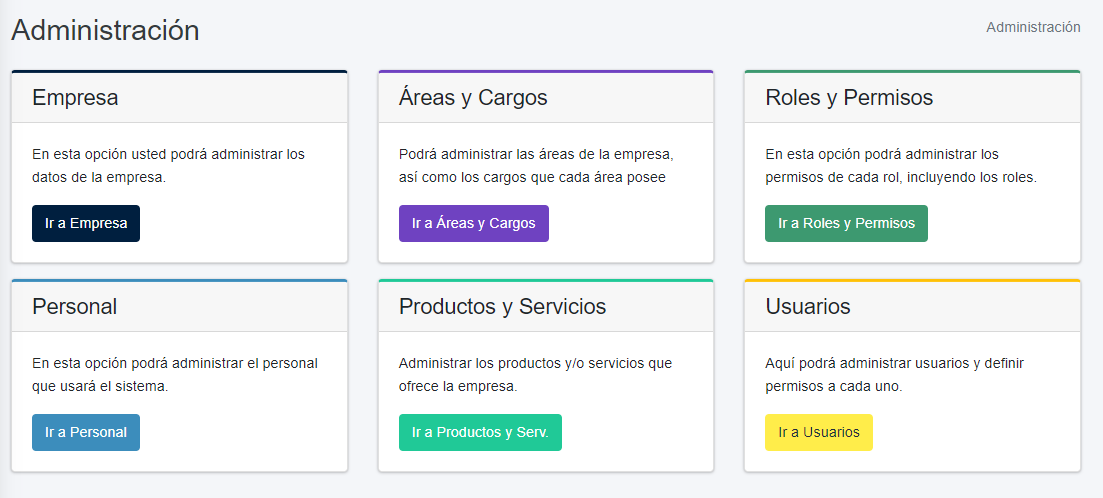 Administración
Administración
Empresa
En esta opción usted podrá administrar los
datos de la empresa.
Ir a Empresa
Áreas y Cargos
Podrá administrar las áreas de la empresa,
así como los cargos que cada área posee
Ir a Áreas y Cargos
Roles y Permisos
En esta opción podrá administrar los
permisos de cada rol, incluyendo los roles.
Ir a Roles y Permisos
Personal
En esta opción podrá administrar el personal
que usará el sistema.
Ir a Personal
Productos y Servicios
Administrar los productos y/o servicios que
ofrece la empresa.
Ir a Productos y Serv.
Usuarios
Aquí podrá administrar usuarios y definir
permisos a cada uno.
Ir a Usuarios